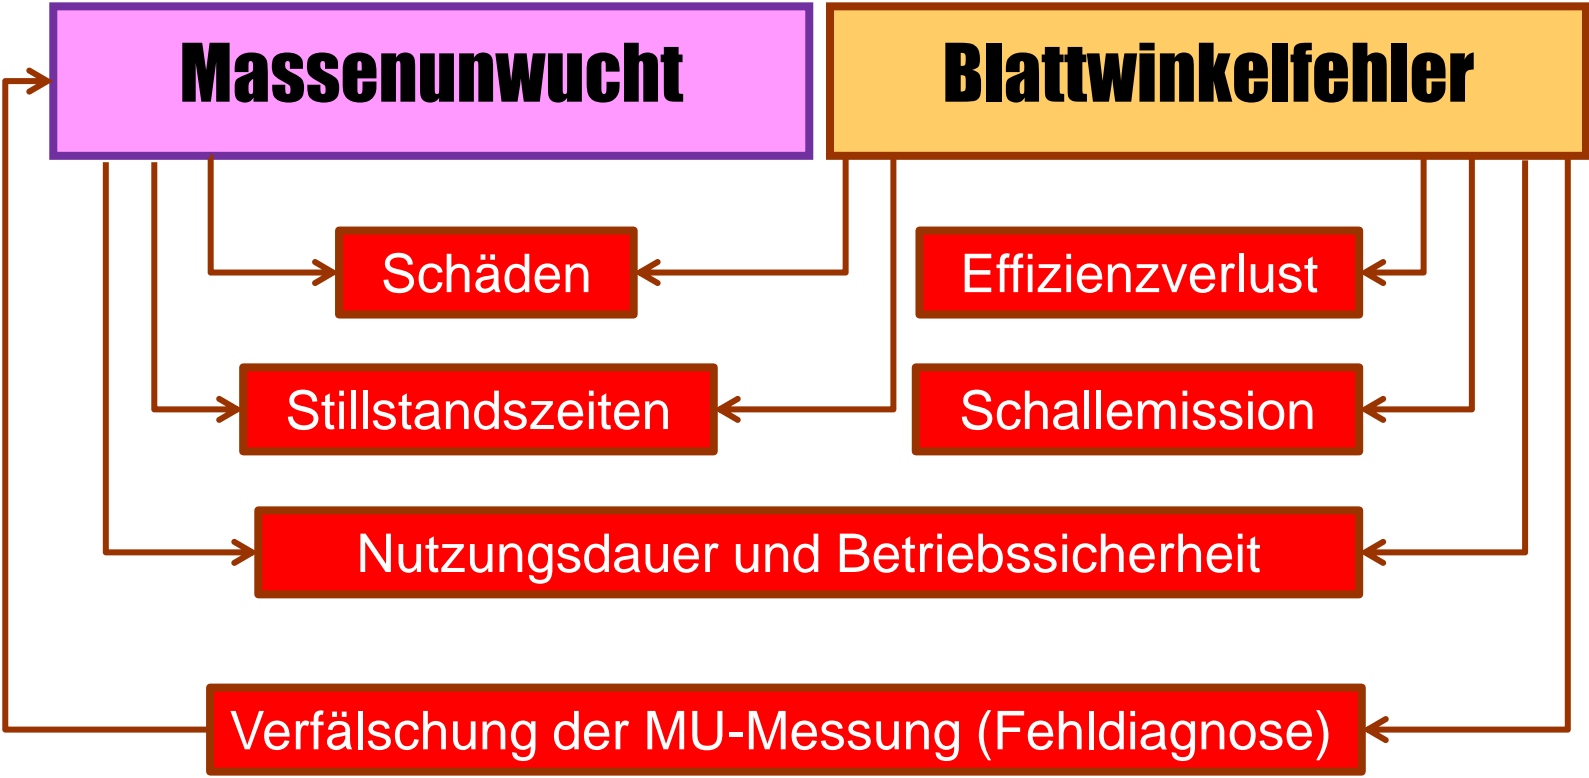 Massenunwucht
Blattwinkelfehler
Schäden
Effizienzverlust
Stillstandszeiten
Schallemission
Nutzungsdauer und Betriebssicherheit
Verfälschung der MU-Messung (Fehldiagnose)